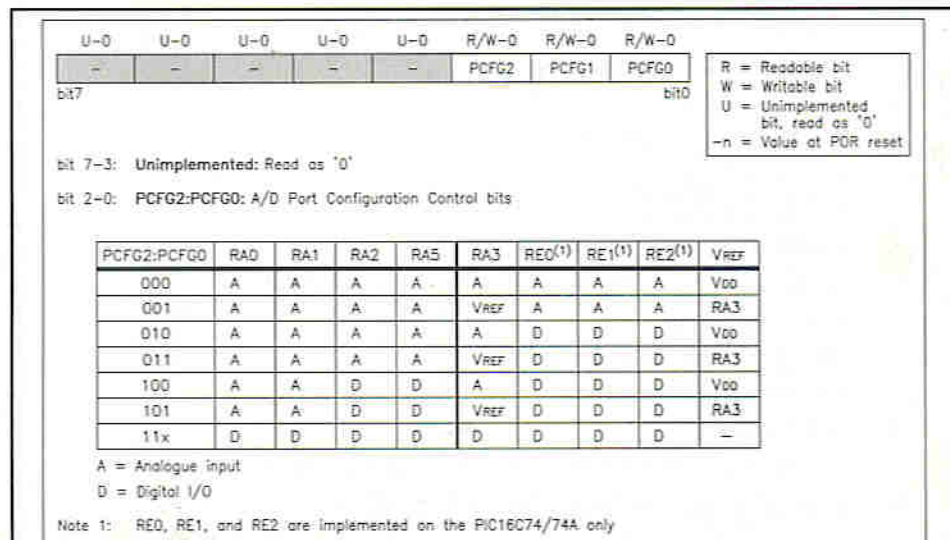 U-0 U-0 U-0 U-0 U-0 R/W-0 R/W-0 R/W-0
- - - - - PCFG2 PCFG1 PCFG0
bit7 bit0
R = Readable bit
W = Writable bit
U = Unimplemented
bit, read as '0'
-n = Value at POR reset
bit 7-3: Unimplemented: Read as '0'
bit 2-0: PCFG2:PCFG0: A/D Port Configuration Control bits
PCFG2:PCFG0 RA0 RA1 RA2 RA5 RA3 RE0(1) RE1(1) RE2(1) VREF
000 A A A A A A A A VDD
001 A A A A VREF A A A RA3
010 A A A A A D D D VDD
011 A A A A VREF D D D RA3
100 A A D D A D D D VDD
101 A A D D VREF D D D RA3
11x D D D D D D D D -
A = Analogue input
D = Digital I/O
Note 1: RE0, RE1, and RE2 are implemented on the PIC16C74/74A only